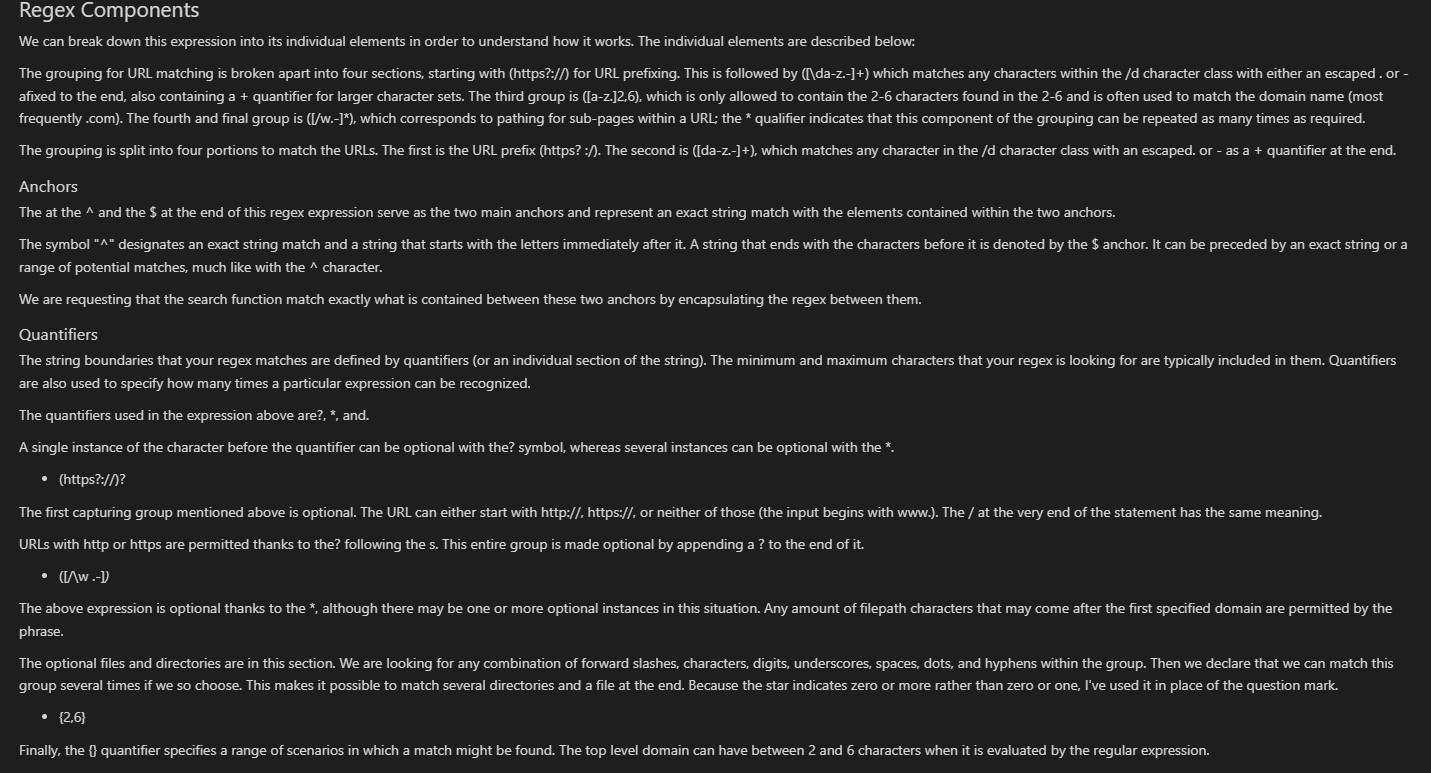 Regex Components
We can break down this expression into its individual elements in order to understand how it works. The individual elements are described below:
The grouping for URL matching is broken apart into four sections, starting with (https?://) for URL prefixing. This is followed by ([\da-z.-]+) which matches any characters within the /d character class with either an escaped . or -
afixed to the end, also containing a + quantifier for larger character sets. The third group is ([a-z.]2,6), which is only allowed to contain the 2-6 characters found in the 2-6 and is often used to match the domain name (most
frequently .com). The fourth and final group is ([/w.-]*), which corresponds to pathing for sub-pages within a URL; the * qualifier indicates that this component of the grouping can be repeated as many times as required.
The grouping is split into four portions to match the URLs. The first is the URL prefix (https? :/). The second is ([da-z.-]+), which matches any character in the /d character class with an escaped. or - as a + quantifier at the end.
Anchors
The at the ^ and the $ at the end of this regex expression serve as the two main anchors and represent an exact string match with the elements contained within the two anchors.
The symbol "^" designates an exact string match and a string that starts with the letters immediately after it. A string that ends with the characters before it is denoted by the $ anchor. It can be preceded by an exact string or a
range of potential matches, much like with the ^ character.
We are requesting that the search function match exactly what is contained between these two anchors by encapsulating the regex between them.
Quantifiers
The string boundaries that your regex matches are defined by quantifiers (or an individual section of the string). The minimum and maximum characters that your regex is looking for are typically included in them. Quantifiers
are also used to specify how many times a particular expression can be recognized.
The quantifiers used in the expression above are?, *, and.
A single instance of the character before the quantifier can be optional with the? symbol, whereas several instances can be optional with the *.
• (https?://)?
The first capturing group mentioned above is optional. The URL can either start with http://, https://, or neither of those (the input begins with www.). The / at the very end of the statement has the same meaning.
URLs with http or https are permitted thanks to the? following the s. This entire group is made optional by appending a ? to the end of it.
• ([/\w .-])
The above expression is optional thanks to the *, although there may be one or more optional instances in this situation. Any amount of filepath characters that may come after the first specified domain are permitted by the
phrase.
The optional files and directories are in this section. We are looking for any combination of forward slashes, characters, digits, underscores, spaces, dots, and hyphens within the group. Then we declare that we can match this
group several times if we so choose. This makes it possible to match several directories and a file at the end. Because the star indicates zero or more rather than zero or one, I've used it in place of the question mark.
• {2,6}
Finally, the {} quantifier specifies a range of scenarios in which a match might be found. The top level domain can have between 2 and 6 characters when it is evaluated by the regular expression.